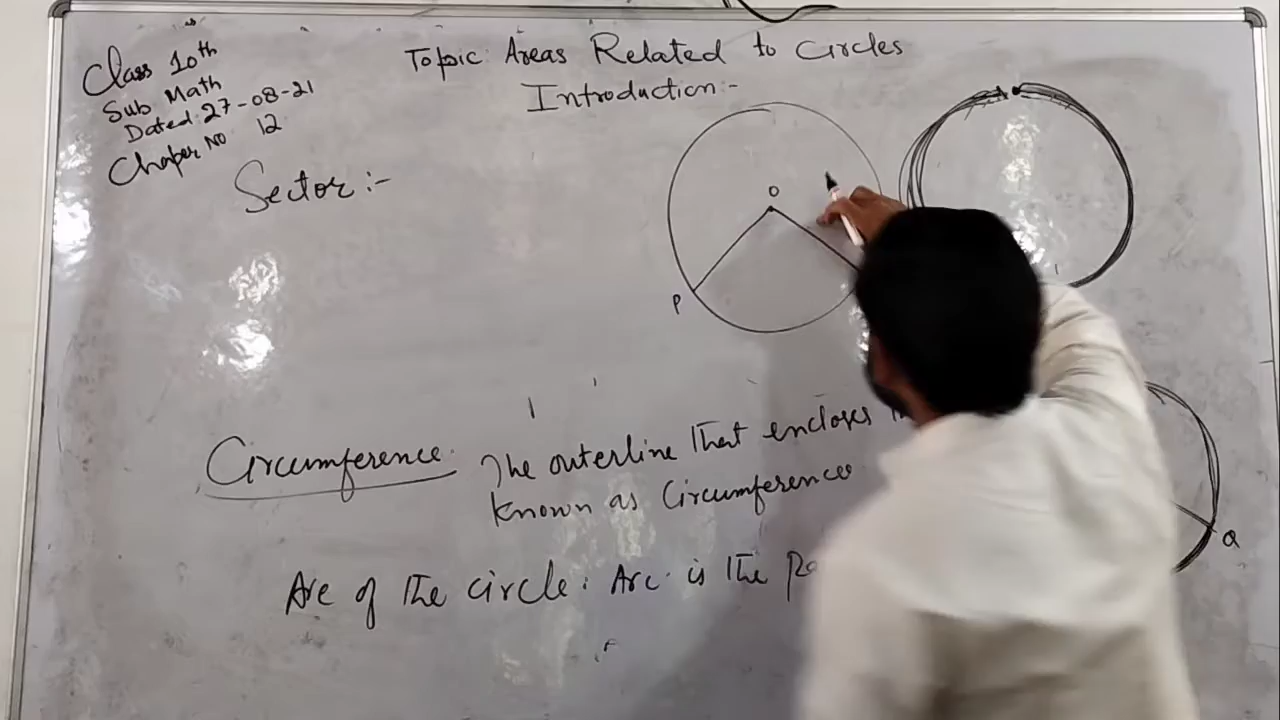 Class 10th
Sub Math
Dated: 27-08-21
Chaper No 12
Topic: Areas Related to Circles
Introduction:-
Sector:-
O
P
A
Circumference. The outerline that encloses
known as Circumference
Q
Arc of the circle: Arc is the